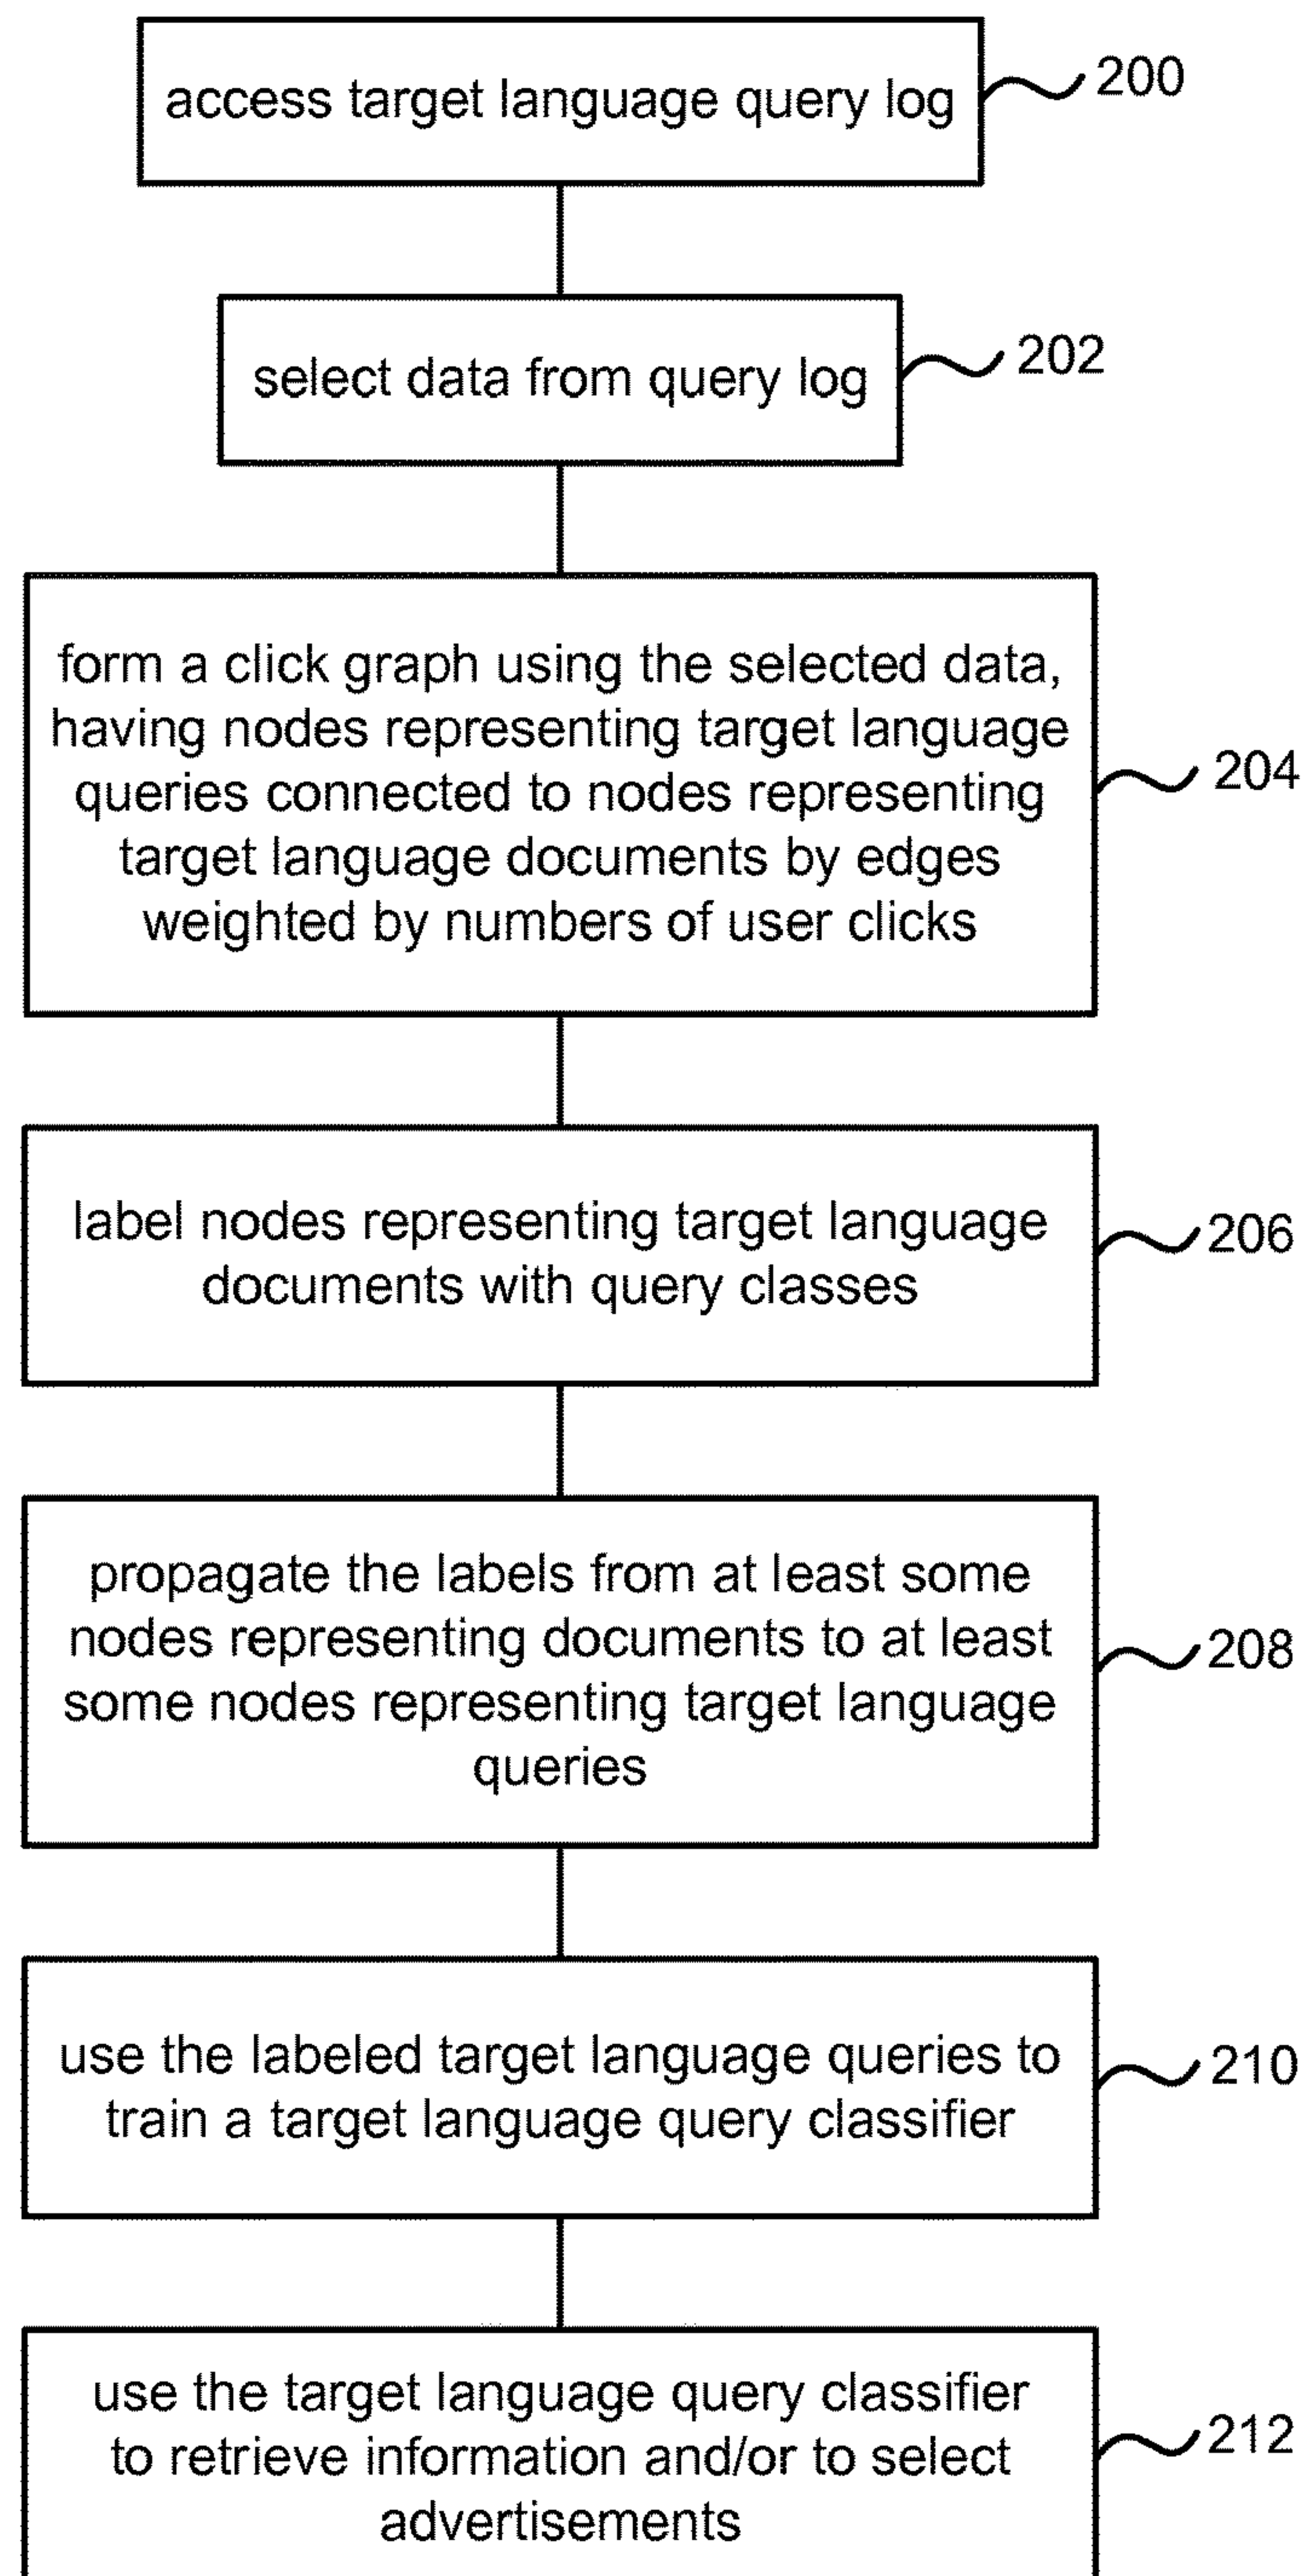 access target language query log
200
select data from query log
202
form a click graph using the selected data,
having nodes representing target language
queries connected to nodes representing
target language documents by edges
weighted by numbers of user clicks
204
label nodes representing target language
documents with query classes
206
propagate the labels from at least some
nodes representing documents to at least
some nodes representing target language
queries
208
use the labeled target language queries to
train a target language query classifier
210
use the target language query classifier
to retrieve information and/or to select
advertisements
212